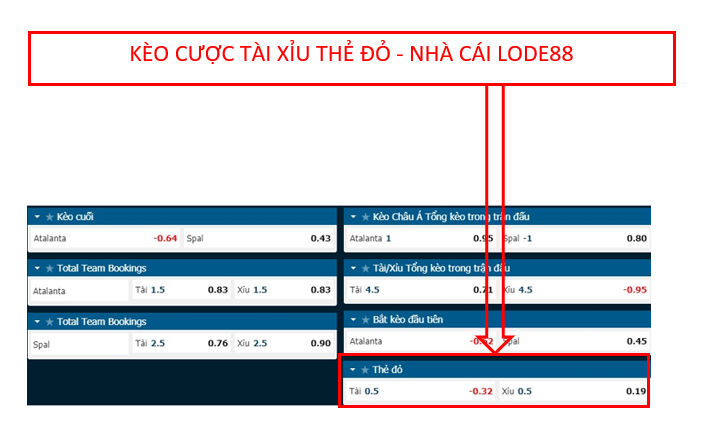 KÈO CƯỢC TÀI XỈU THẺ ĐỎ - NHÀ CÁI LODE88
Kèo cuối
Atalanta -0.64 Spal 0.43
Total Team Bookings
Atalanta Tài 1.5 0.83 Xỉu 1.5 0.83
Total Team Bookings
Spal Tài 2.5 0.76 Xỉu 2.5 0.90
Kèo Châu Á Tổng kèo trong trận đấu
Atalanta 1 0.95 Spal -1 0.80
Tài/Xỉu Tổng kèo trong trận đấu
Tài 4.5 0.71 Xỉu 4.5 -0.95
Bắt kèo đầu tiên
Atalanta Spal 0.45
Thẻ đỏ
Tài 0.5 -0.32 Xỉu 0.5 0.19